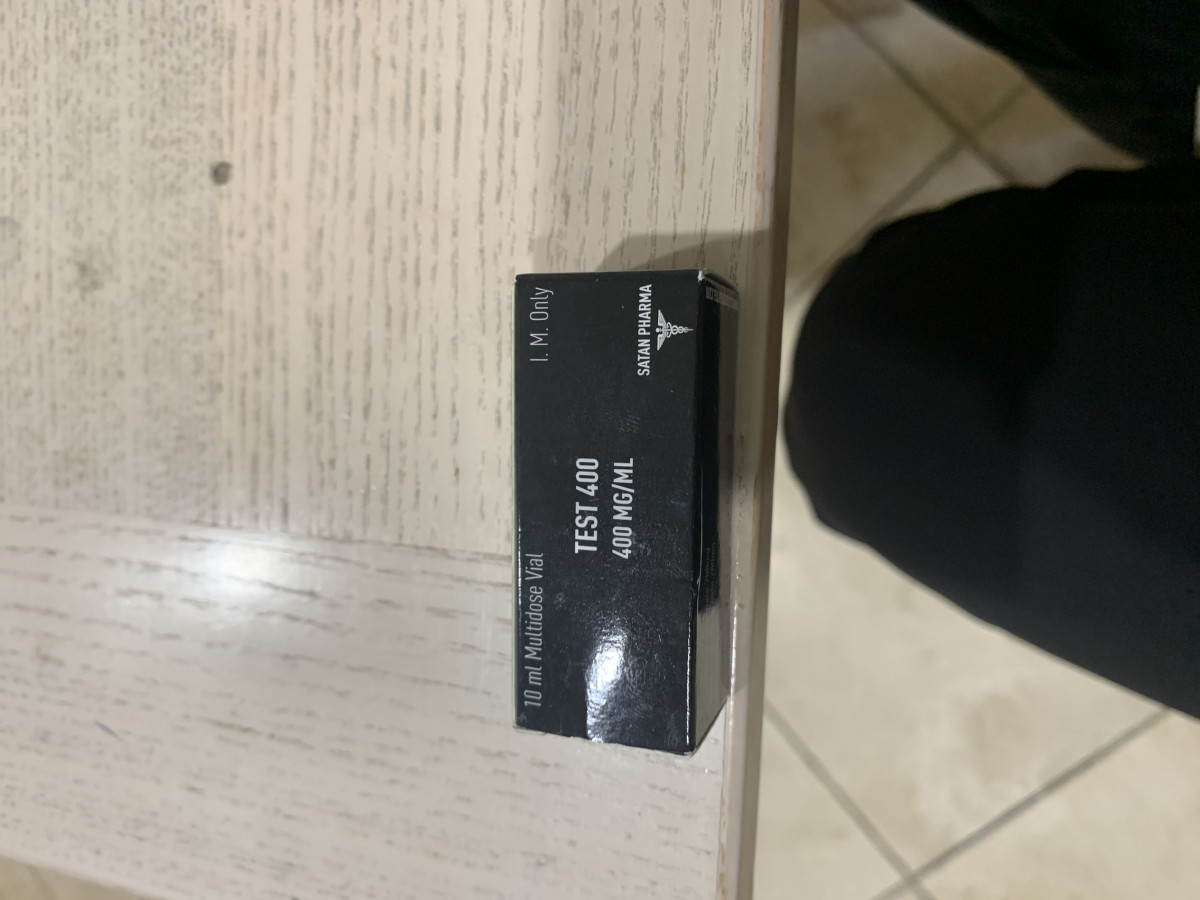 10 ml Multidose Vial
I. M. Only
TEST 400
400 MG/ML
SATAN PHARMA